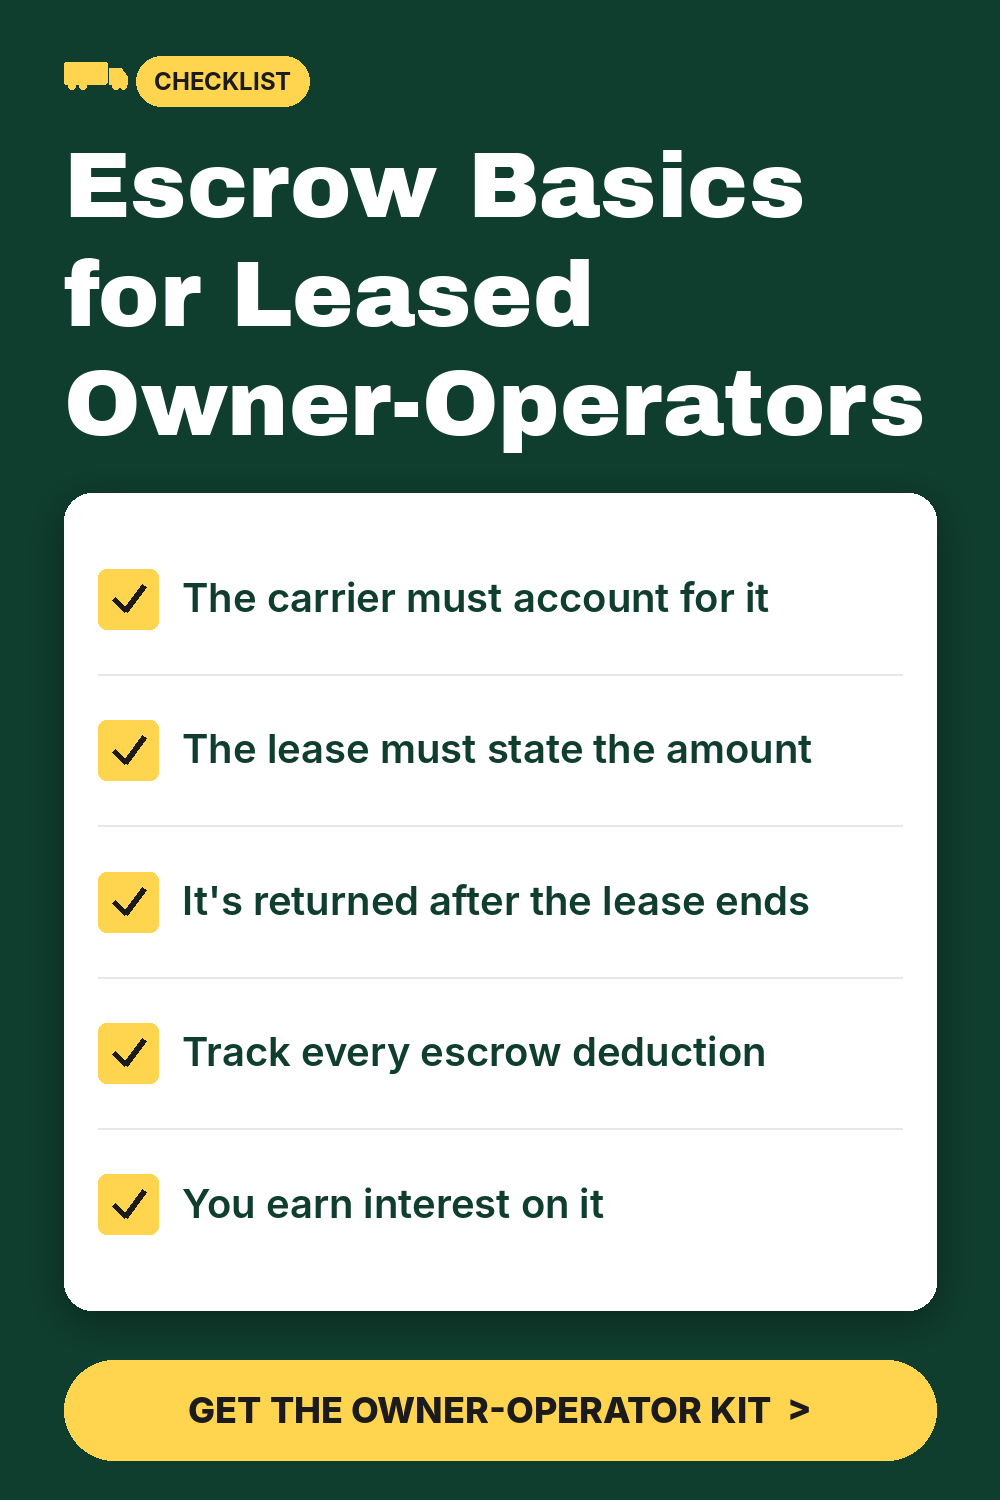 CHECKLIST
Escrow Basics
for Leased
Owner-Operators
The carrier must account for it
The lease must state the amount
It's returned after the lease ends
Track every escrow deduction
You earn interest on it
GET THE OWNER-OPERATOR KIT >